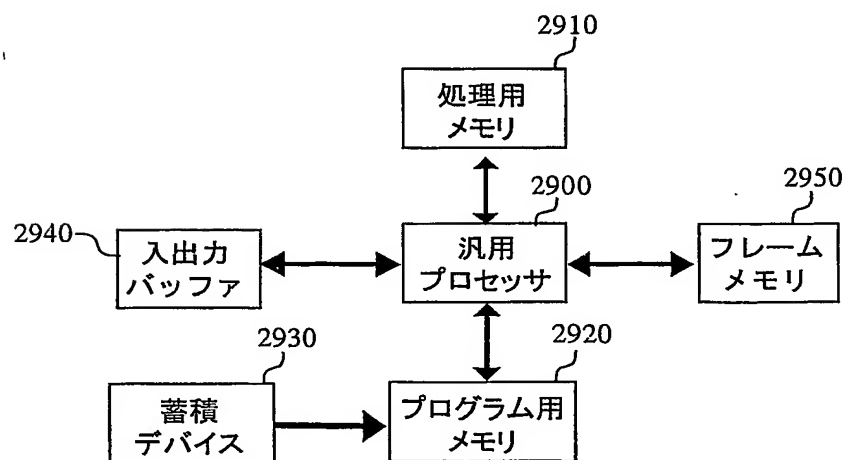 2910
処理用
メモリ
2900
2950
2940
入出力
バッファ
汎用
プロセッサ
フレーム
メモリ
2930
2920
蓄積
デバイス
プログラム用
メモリ